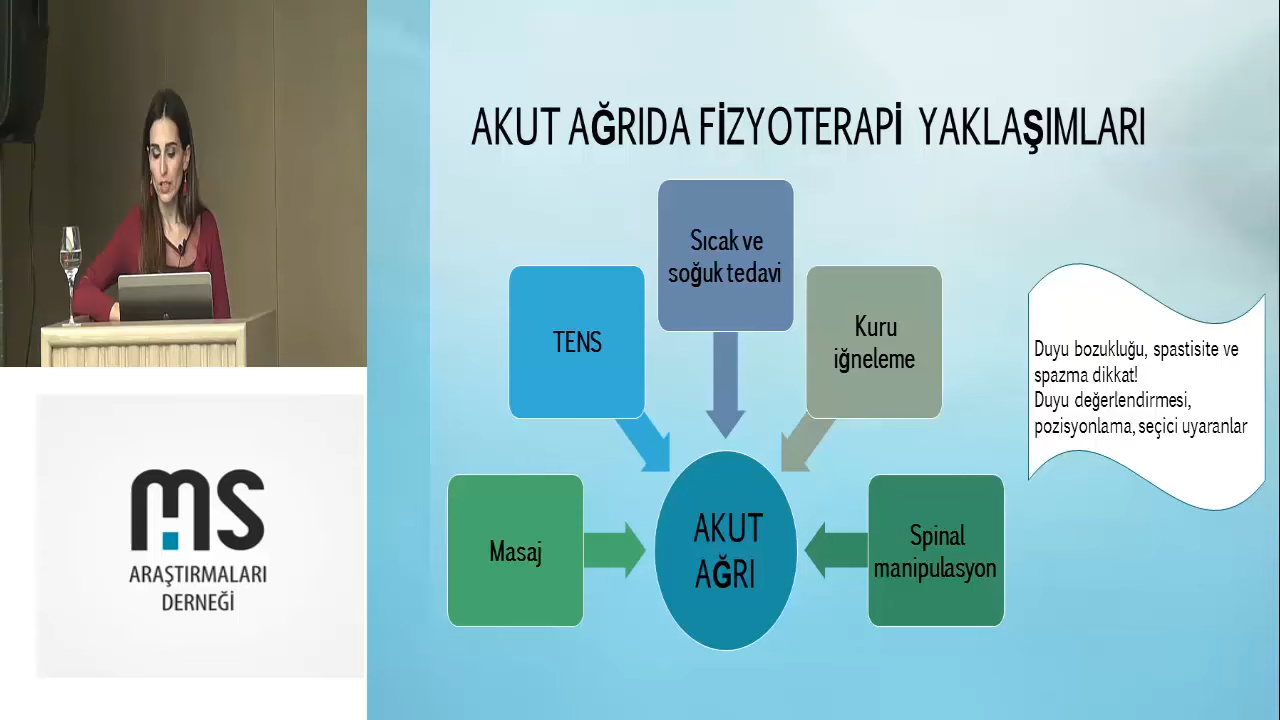 AKUT AĞRIDA FİZYOTERAPİ YAKLAŞIMLARI
Sıcak ve
soğuk tedavi
TENS
Kuru
iğneleme
Duyu bozukluğu, spastisite ve
spazma dikkat!
Duyu değerlendirmesi,
pozisyonlama, seçici uyaranlar
Masaj
AKUT
AĞRI
Spinal
manipulasyon
MS
ARAŞTIRMALARI
DERNEĞİ